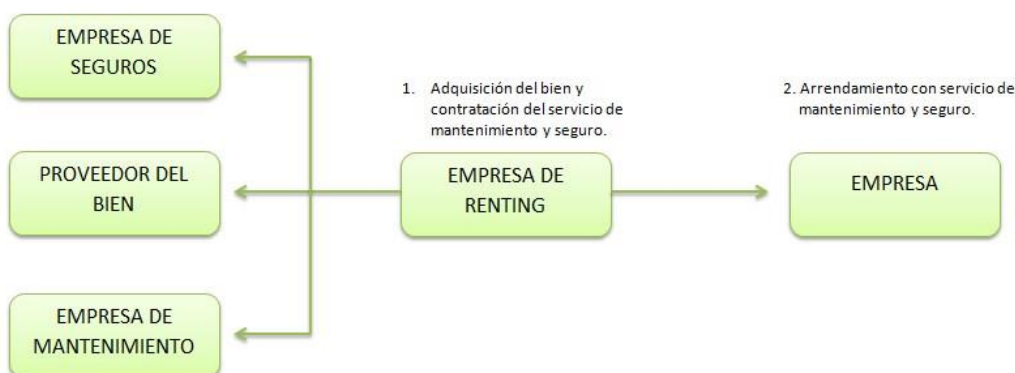 EMPRESA DE
SEGUROS
1. Adquisición del bien y
contratación del servicio de
mantenimiento y seguro.
2. Arrendamiento con servicio de
mantenimiento y seguro.
PROVEEDOR DEL
BIEN
EMPRESA DE
RENTING
EMPRESA
EMPRESA DE
MANTENIMIENTO